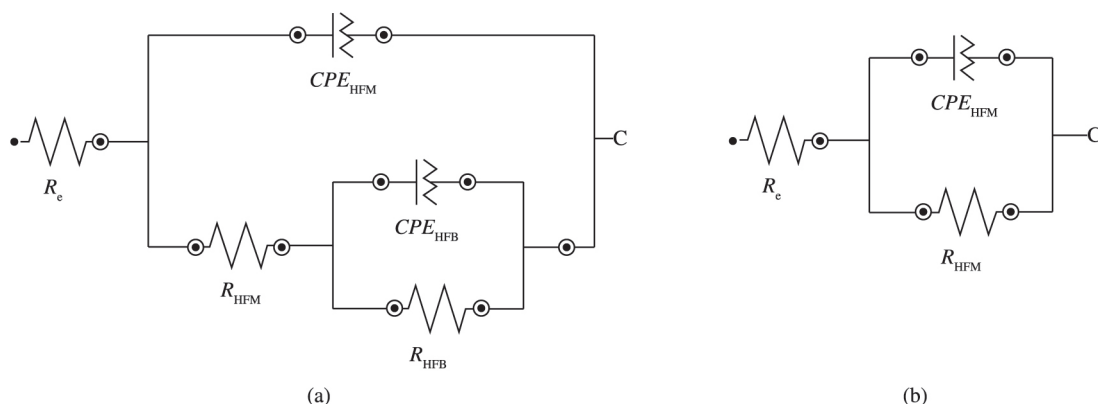 CPE_HFM
C
R_e
CPE_HFB
R_HFM
R_HFB
(a)
CPE_HFM
C
R_e
R_HFM
(b)